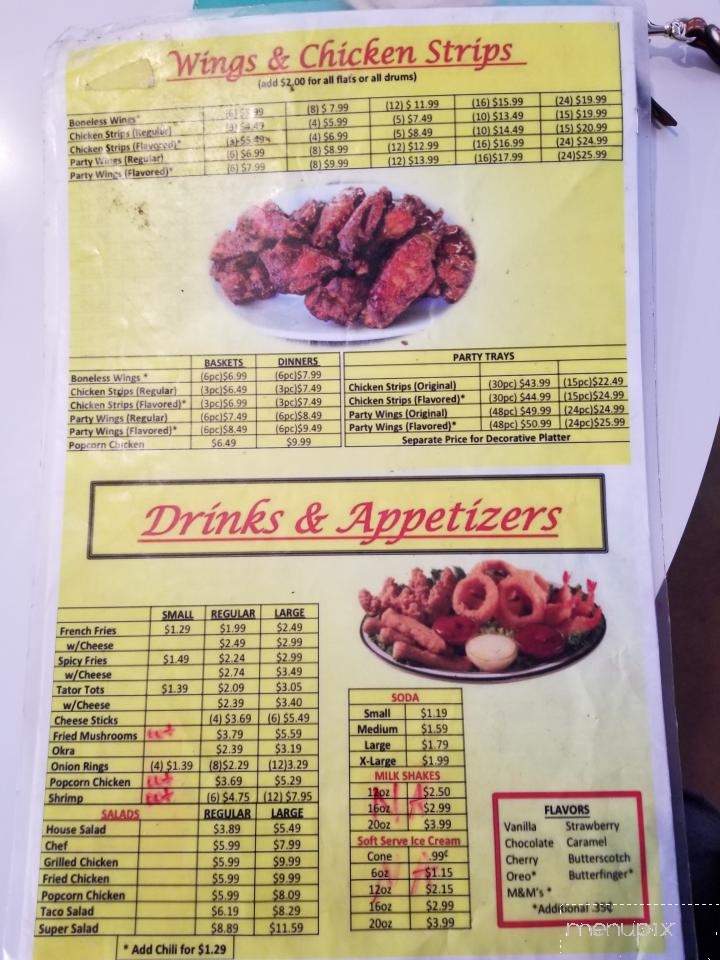 Wings & Chicken Strips
(add $2.00 for all flats or all drums)
Boneless Wings* (8) $ 7.99 (12) $ 11.99 (16) $15.99 (24) $19.99
Chicken Strips (Regular) (4) $5.99 (5) $7.49 (10) $13.49 (15) $19.99
Chicken Strips (Flavored)* (4) $6.99 (5) $8.49 (10) $14.49 (15) $20.99
Party Wings (Regular) (6) $6.99 (8) $8.99 (12) $12.99 (16) $16.99 (24) $24.99
Party Wings (Flavored)* (6) $7.99 (8) $9.99 (12) $13.99 (16)$17.99 (24)$25.99
BASKETS DINNERS
Boneless Wings * (6pc)$6.99 (6pc)$7.99
Chicken Strips (Regular) (3pc)$6.49 (3pc)$7.49
Chicken Strips (Flavored)* (3pc)$6.99 (3pc)$7.49
Party Wings (Regular) (6pc)$7.49 (6pc)$8.49
Party Wings (Flavored)* (6pc)$8.49 (6pc)$9.49
Popcorn Chicken $6.49 $9.99
PARTY TRAYS
Chicken Strips (Original) (30pc) $43.99 (15pc)$22.49
Chicken Strips (Flavored)* (30pc) $44.99 (15pc)$24.99
Party Wings (Original) (48pc) $49.99 (24pc)$24.99
Party Wings (Flavored)* (48pc) $50.99 (24pc)$25.99
Separate Price for Decorative Platter
Drinks & Appetizers
SMALL REGULAR LARGE
French Fries $1.29 $1.99 $2.49
w/Cheese $2.49 $2.99
Spicy Fries $1.49 $2.24 $2.99
w/Cheese $2.74 $3.49
Tator Tots $1.39 $2.09 $3.05
w/Cheese $2.39 $3.40
Cheese Sticks (4) $3.69 (6) $5.49
Fried Mushrooms $3.79 $5.59
Okra $2.39 $3.19
Onion Rings (4) $1.39 (8)$2.29 (12)3.29
Popcorn Chicken $3.69 $5.29
Shrimp (6) $4.75 (12) $7.95
SALADS REGULAR LARGE
House Salad $3.89 $5.49
Chef $5.99 $7.99
Grilled Chicken $5.99 $9.99
Fried Chicken $5.99 $9.99
Popcorn Chicken $5.99 $8.09
Taco Salad $6.19 $8.29
Super Salad $8.89 $11.59
* Add Chili for $1.29
SODA
Small $1.19
Medium $1.59
Large $1.79
X-Large $1.99
MILK SHAKES
12oz $2.50
16oz $2.99
20oz $3.99
Soft Serve Ice Cream
Cone .99¢
6oz $1.15
12oz $2.15
16oz $2.99
20oz $3.99
FLAVORS
Vanilla Strawberry
Chocolate Caramel
Cherry Butterscotch
Oreo* Butterfinger*
M&M's *
*Additional .35¢
menupix